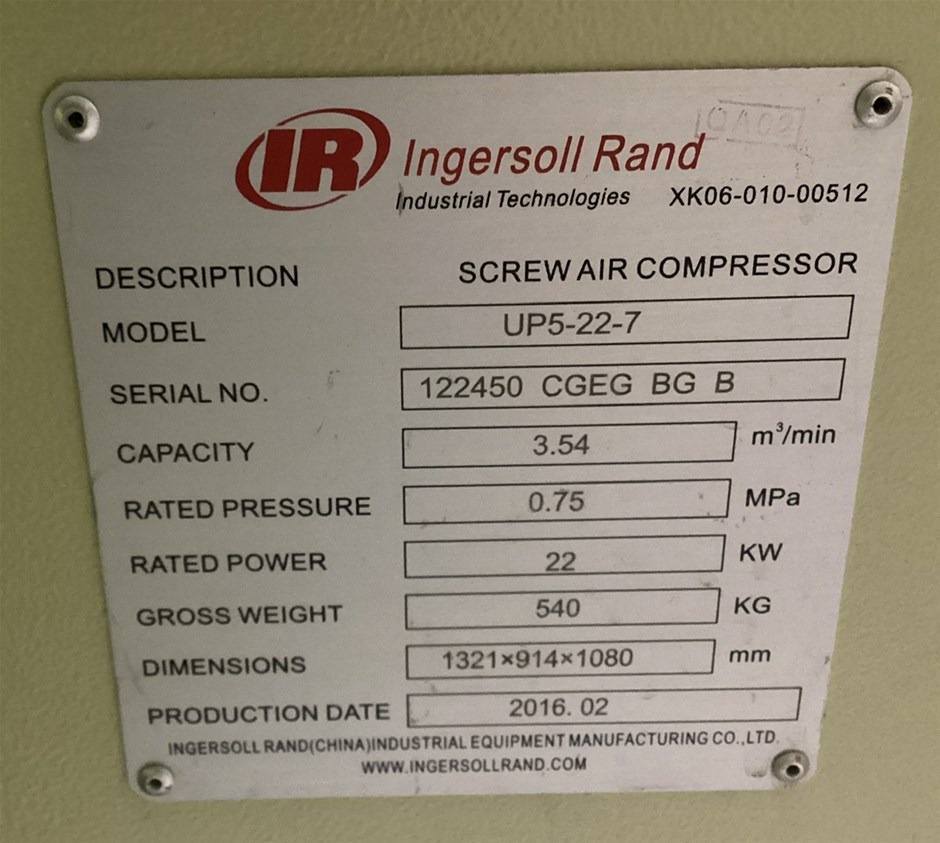 IR Ingersoll Rand
QA02
Industrial Technologies XK06-010-00512
DESCRIPTION SCREW AIR COMPRESSOR
MODEL UP5-22-7
SERIAL NO. 122450 CGEG BG B
CAPACITY 3.54 m³/min
RATED PRESSURE 0.75 MPa
RATED POWER 22 KW
GROSS WEIGHT 540 KG
DIMENSIONS 1321×914×1080 mm
PRODUCTION DATE 2016.02
INGERSOLL RAND(CHINA)INDUSTRIAL EQUIPMENT MANUFACTURING CO.,LTD.
WWW.INGERSOLLRAND.COM